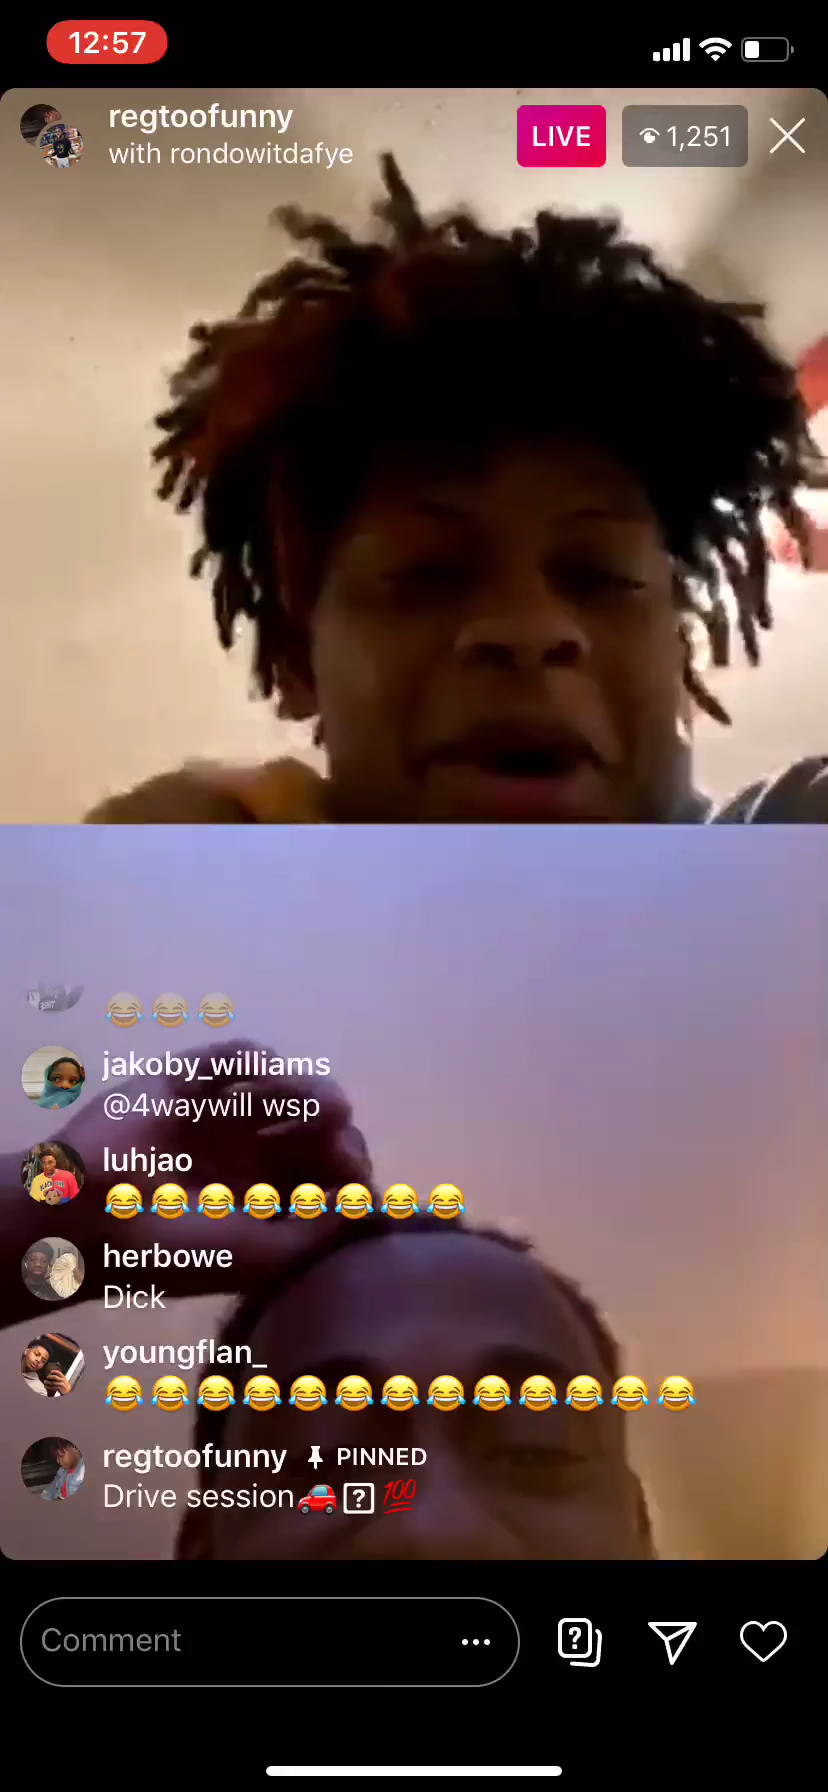 12:57
regtoofunny
with rondowitdafye
LIVE
1,251
😂😂😂
jakoby_williams
@4waywill wsp
luhjao
😂😂😂😂😂😂😂😂
herbowe
Dick
youngflan_
😂😂😂😂😂😂😂😂😂😂😂😂😂
regtoofunny 📌 PINNED
Drive session🚗⍰💯
Comment